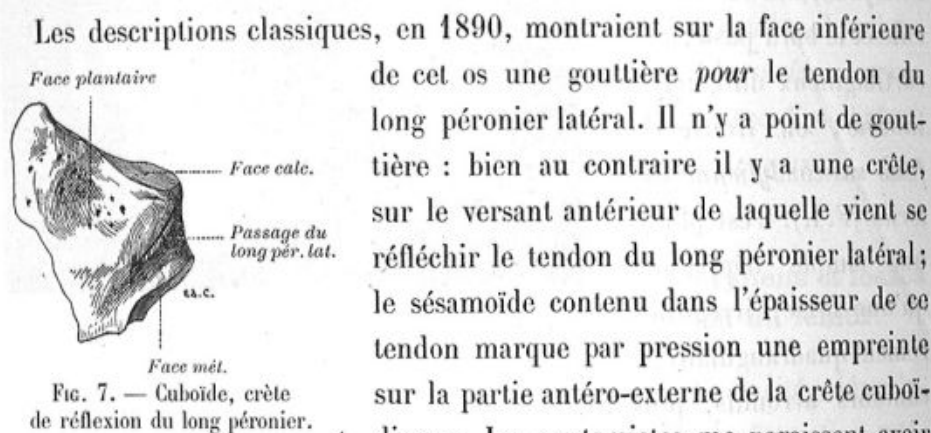 Les descriptions classiques, en 1890, montraient sur la face inférieure
de cet os une gouttière pour le tendon du
long péronier latéral. Il n'y a point de gout-
tière : bien au contraire il y a une crête,
sur le versant antérieur de laquelle vient se
réfléchir le tendon du long péronier latéral;
le sésamoïde contenu dans l'épaisseur de ce
tendon marque par pression une empreinte
sur la partie antéro-externe de la crête cuboï-
Face plantaire
Face calc.
Passage du
long pér. lat.
Face mét.
Fig. 7. — Cuboïde, crête
de réflexion du long péronier.